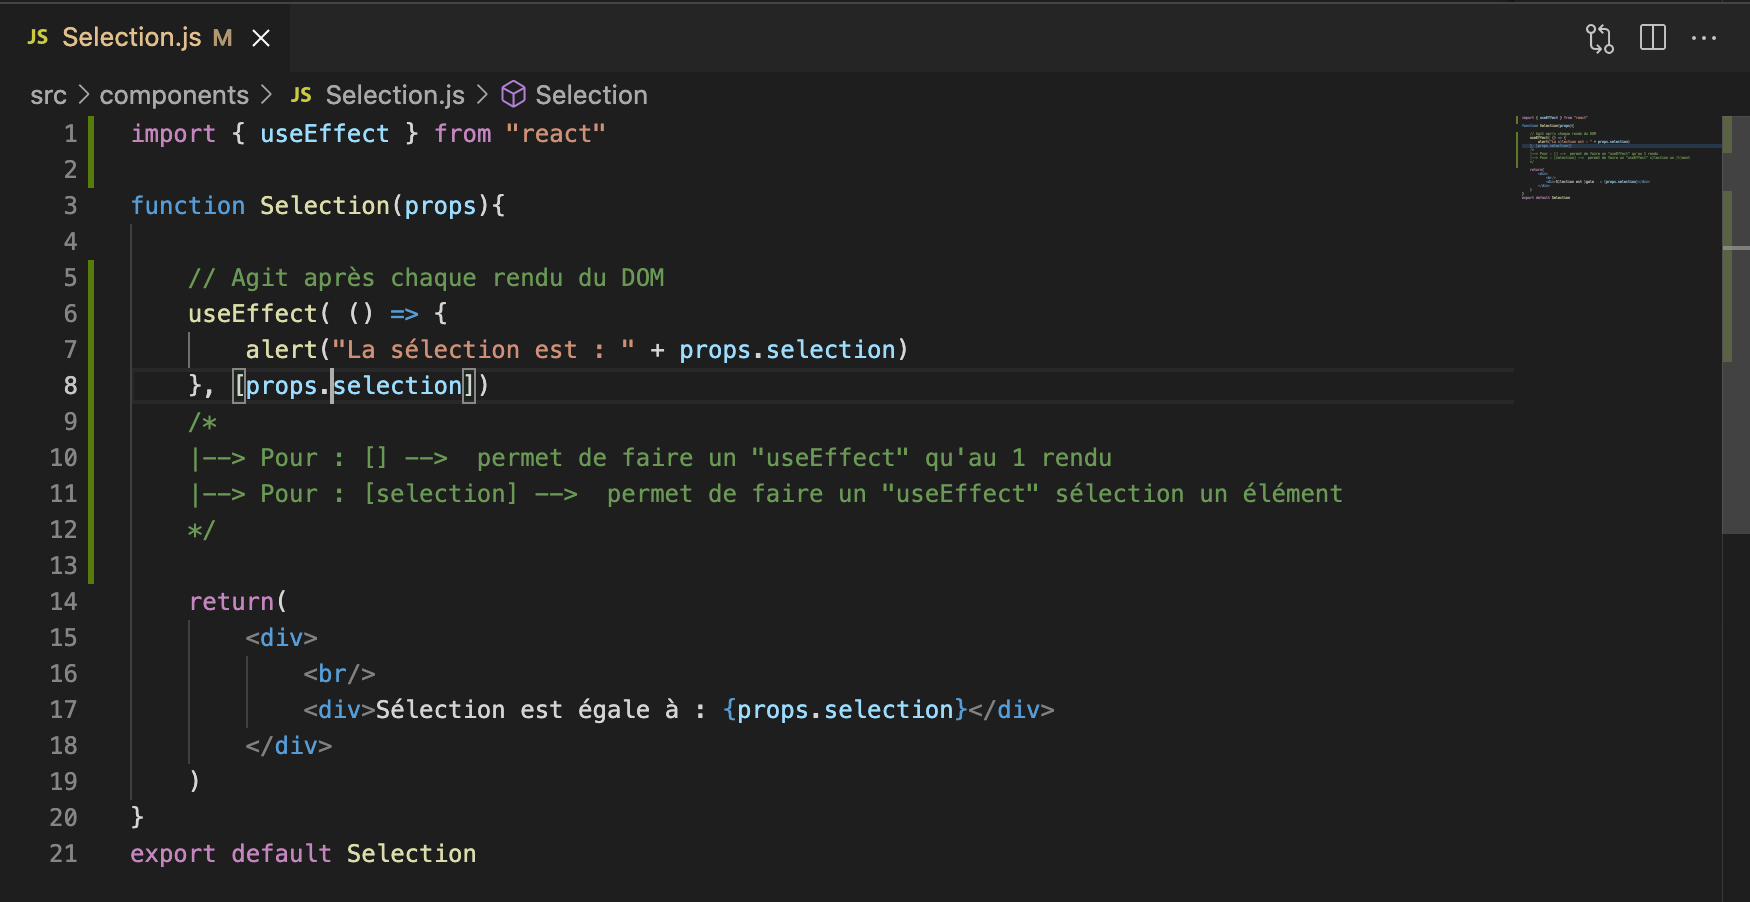 JS Selection.js M
src > components > JS Selection.js > Selection
1 import { useEffect } from "react"
2
3 function Selection(props){
4
5 // Agit après chaque rendu du DOM
6 useEffect( () => {
7 alert("La sélection est : " + props.selection)
8 }, [props.selection])
9 /*
10 |--> Pour : [] -->  permet de faire un "useEffect" qu'au 1 rendu
11 |--> Pour : [selection] -->  permet de faire un "useEffect" sélection un élément
12 */
13
14 return(
15 <div>
16 <br/>
17 <div>Sélection est égale à : {props.selection}</div>
18 </div>
19 )
20 }
21 export default Selection